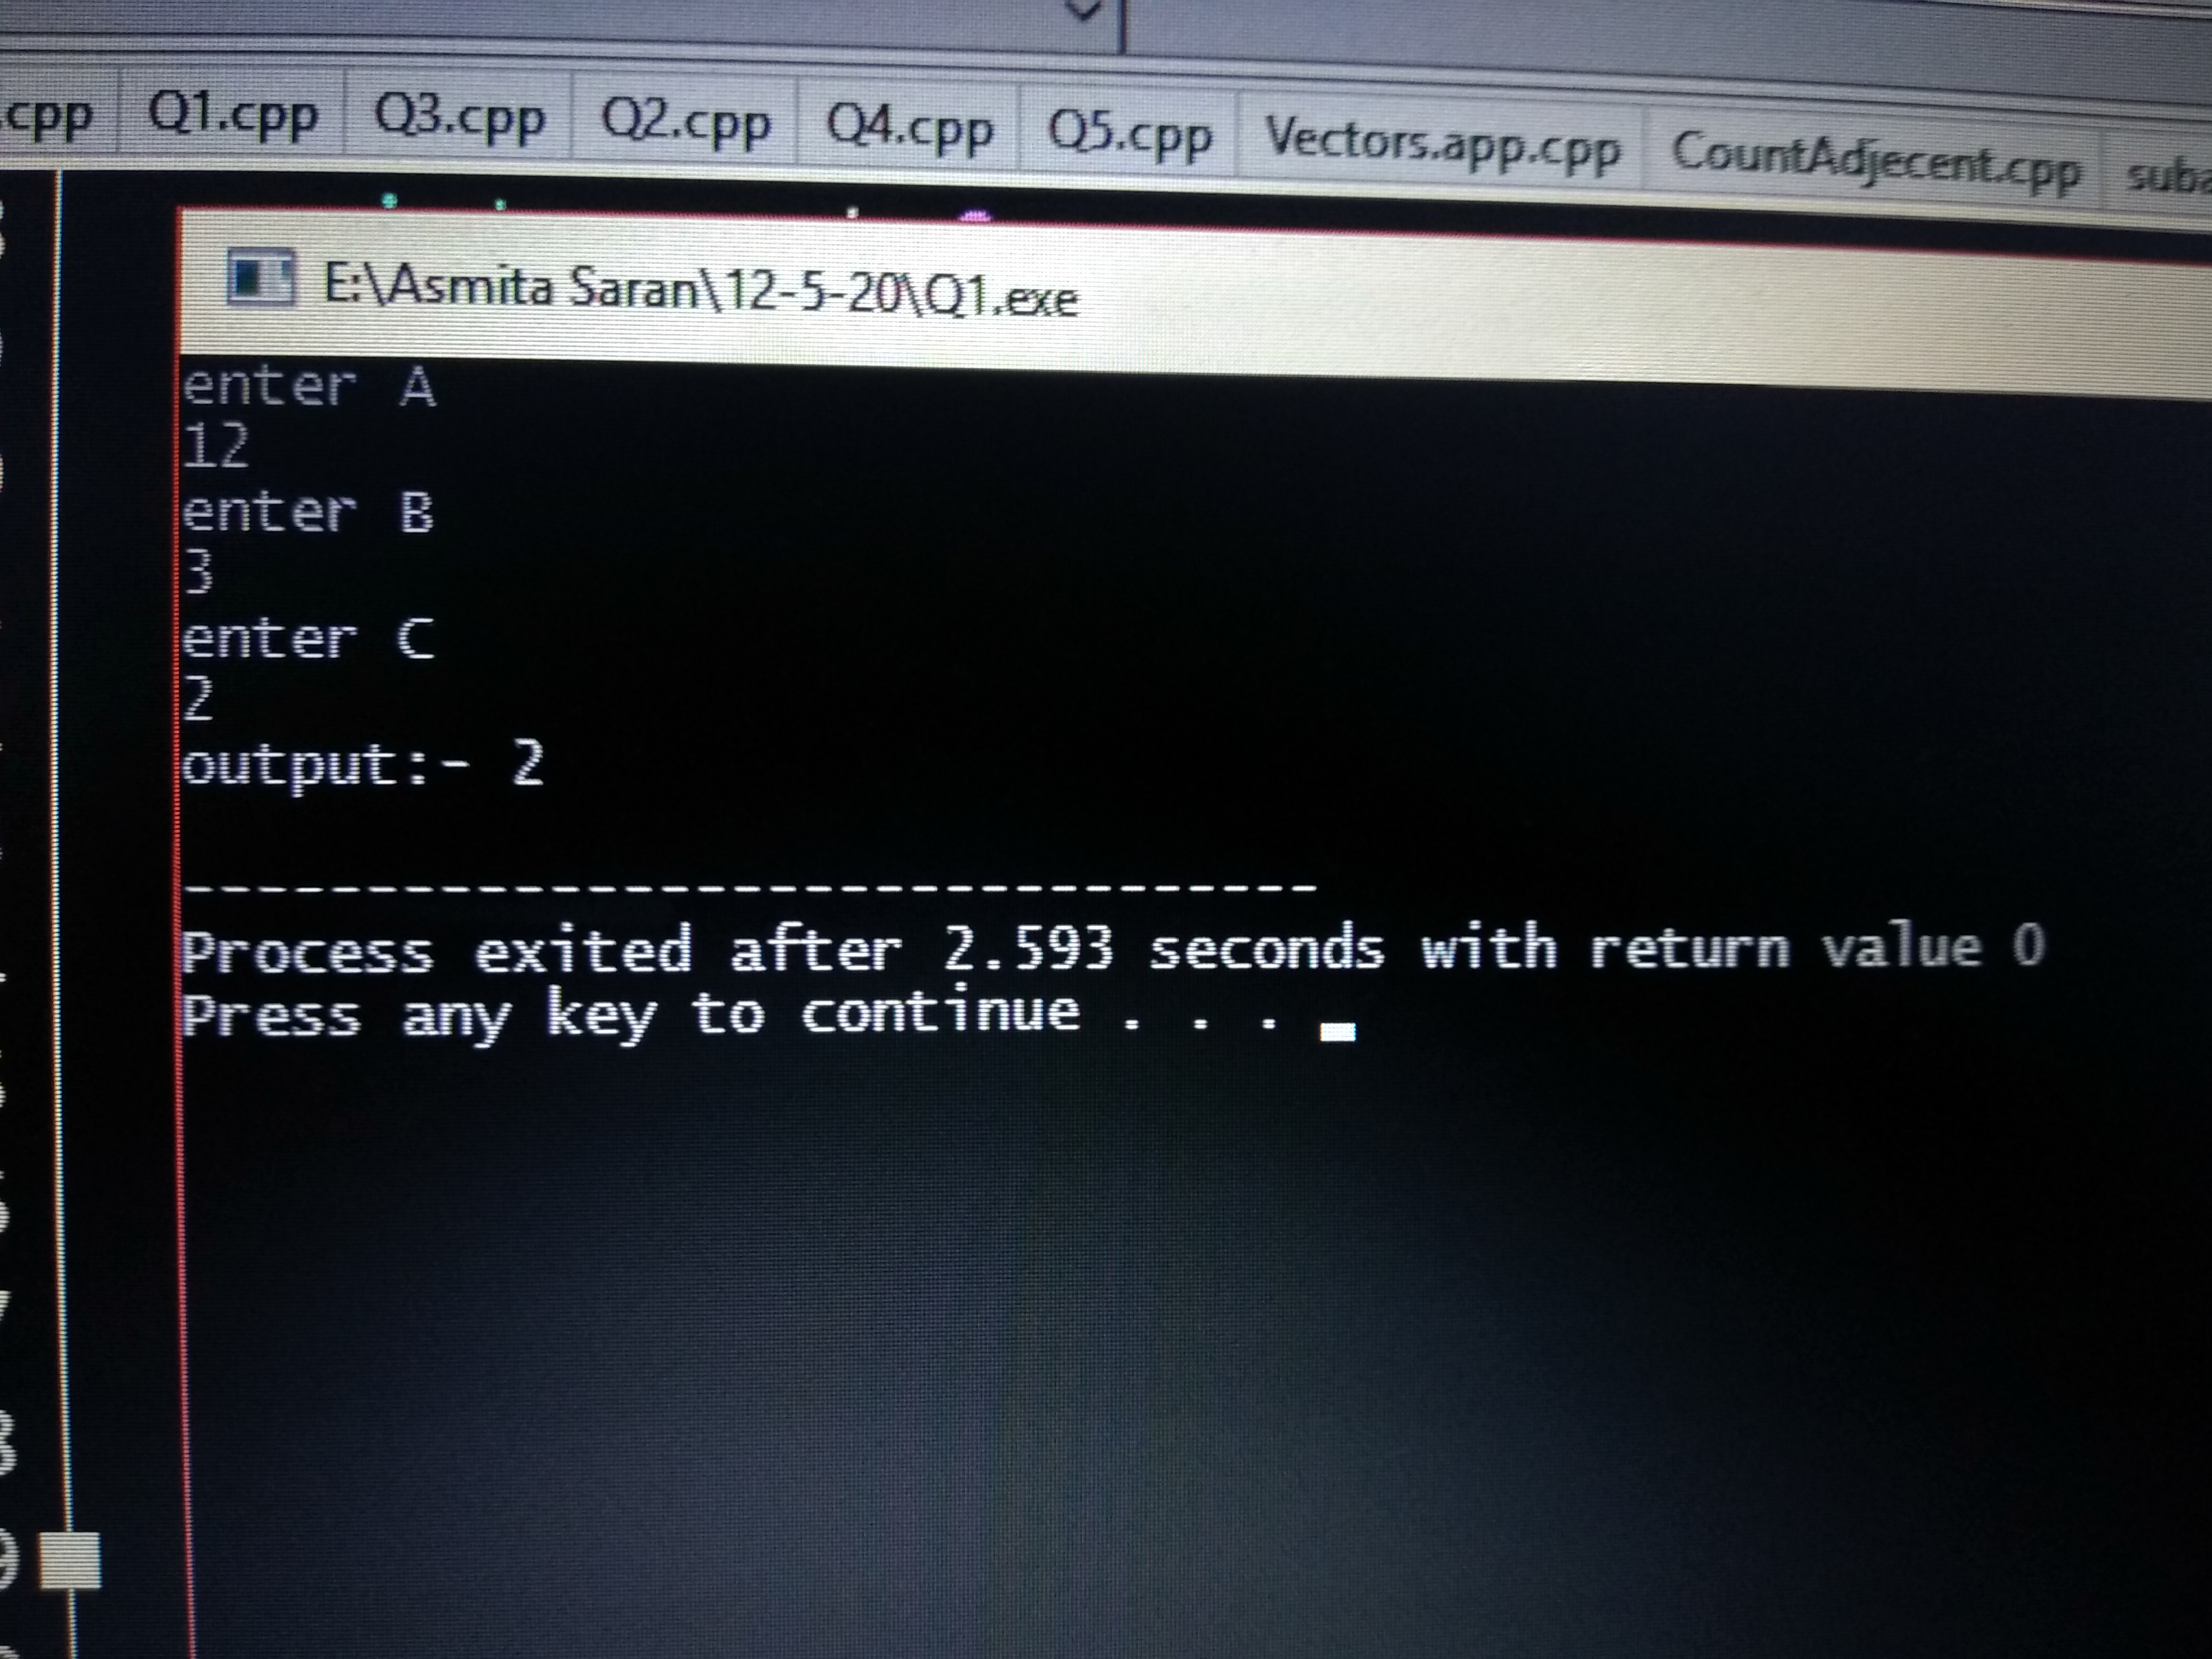 .cpp Q1.cpp Q3.cpp Q2.cpp Q4.cpp Q5.cpp Vectors.app.cpp CountAdjecent.cpp
E:\Asmita Saran\12-5-20\Q1.exe
enter A
12
enter B
3
enter C
2
output:- 2
--------------------------------
Process exited after 2.593 seconds with return value 0
Press any key to continue . . .